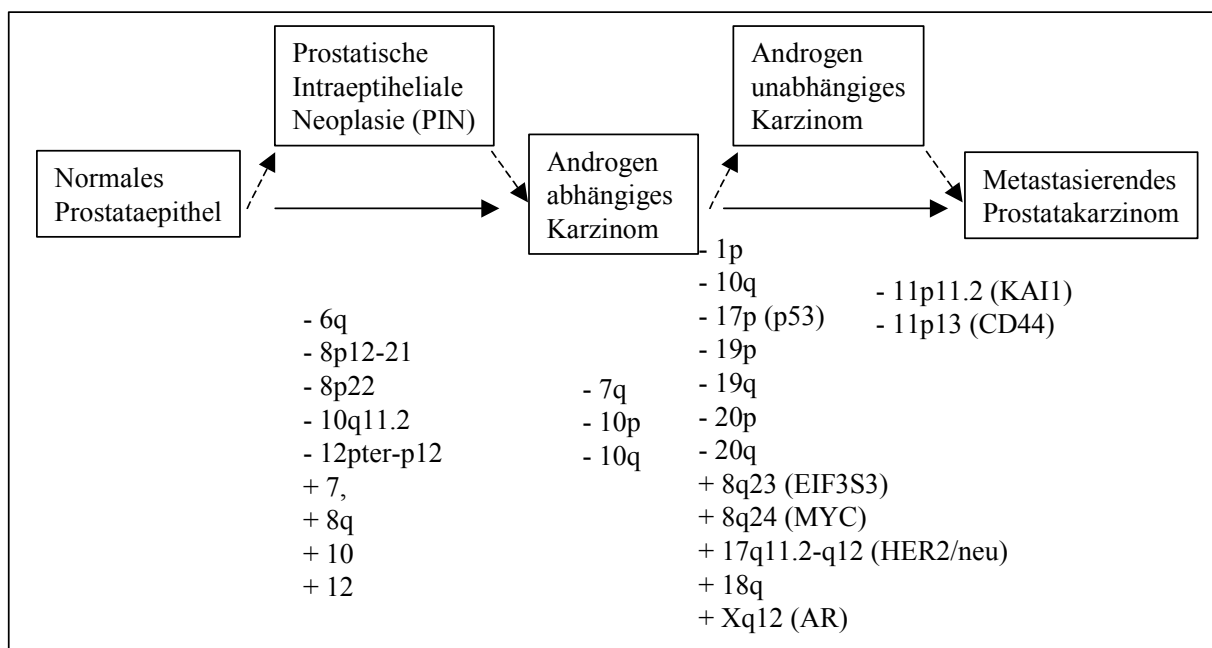 Prostatische
Intraeptiheliale
Neoplasie (PIN)
Androgen
unabhängiges
Karzinom
Normales
Prostataepithel
Androgen
abhängiges
Karzinom
Metastasierendes
Prostatakarzinom
- 6q
- 8p12-21
- 8p22
- 10q11.2
- 12pter-p12
+ 7,
+ 8q
+ 10
+ 12
- 7q
- 10p
- 10q
- 1p
- 10q
- 17p (p53)
- 19p
- 19q
- 20p
- 20q
+ 8q23 (EIF3S3)
+ 8q24 (MYC)
+ 17q11.2-q12 (HER2/neu)
+ 18q
+ Xq12 (AR)
- 11p11.2 (KAI1)
- 11p13 (CD44)